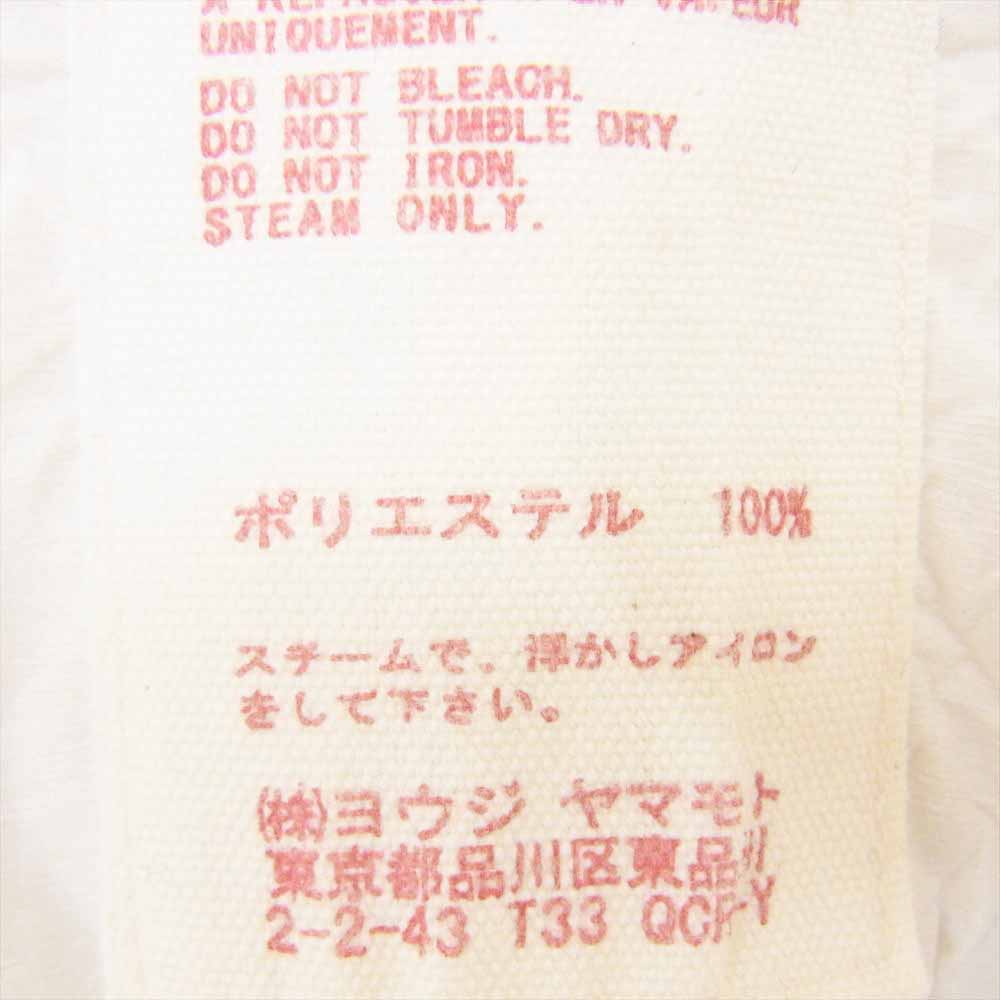 UNIQUEMENT.
DO NOT BLEACH.
DO NOT TUMBLE DRY.
DO NOT IRON.
STEAM ONLY.
ポリエステル 100%
スチームで、浮かしアイロン
をして下さい。
㈱ヨウジ ヤマモト
東京都品川区東品川
2-2-43 T33